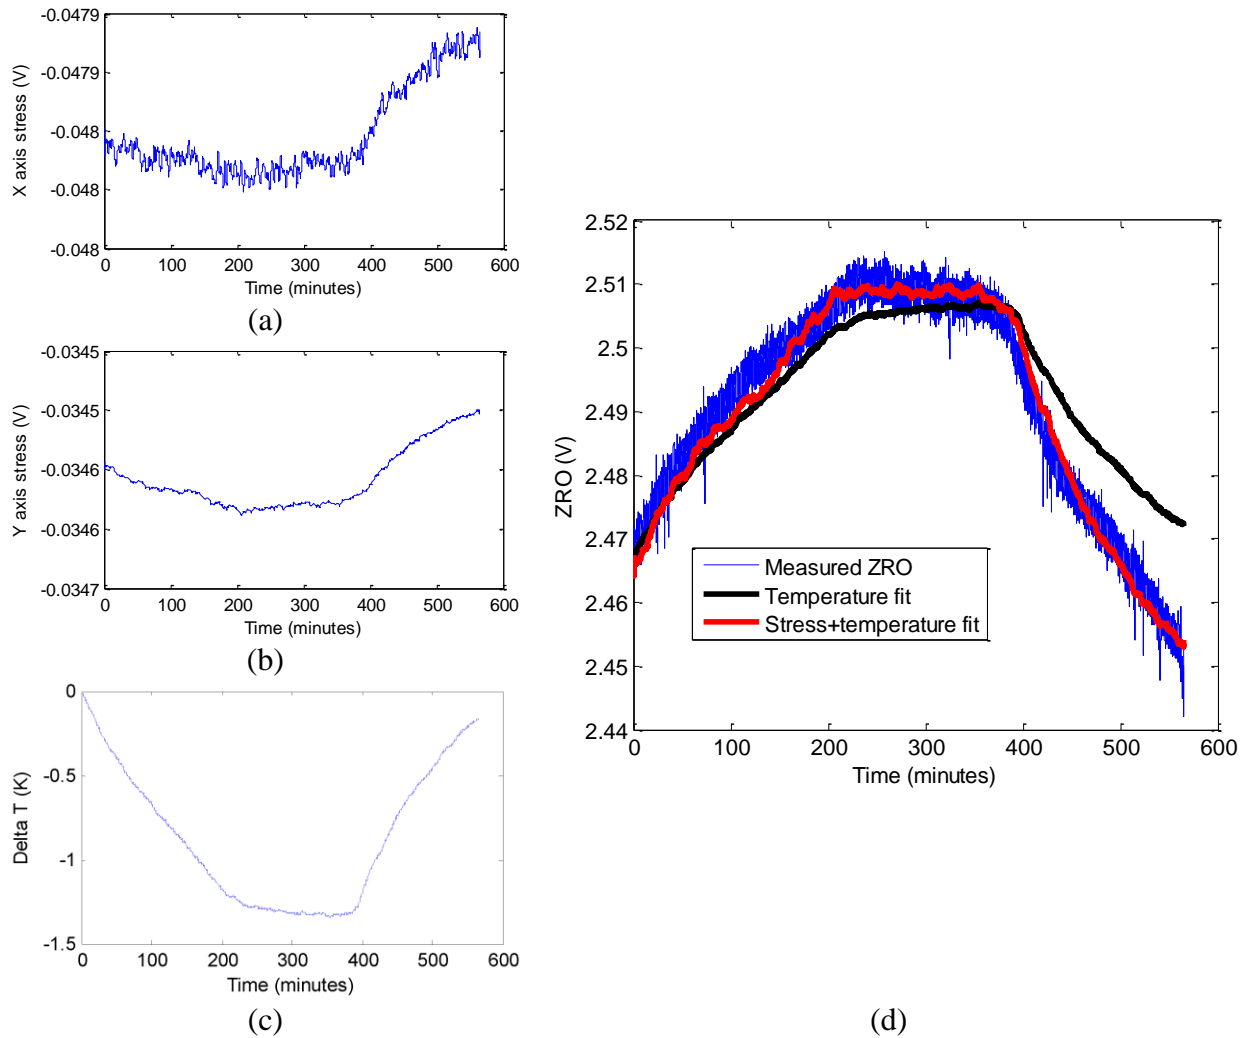 -0.0479
-0.0479
-0.048
-0.048
-0.048
X axis stress (V)
0 100 200 300 400 500 600
Time (minutes)
(a)
-0.0345
-0.0345
-0.0346
-0.0346
-0.0347
Y axis stress (V)
0 100 200 300 400 500 600
Time (minutes)
(b)
0
-0.5
-1
-1.5
Delta T (K)
0 100 200 300 400 500 600
Time (minutes)
(c)
2.52
2.51
2.5
2.49
2.48
2.47
2.46
2.45
2.44
ZRO (V)
Measured ZRO
Temperature fit
Stress+temperature fit
0 100 200 300 400 500 600
Time (minutes)
(d)